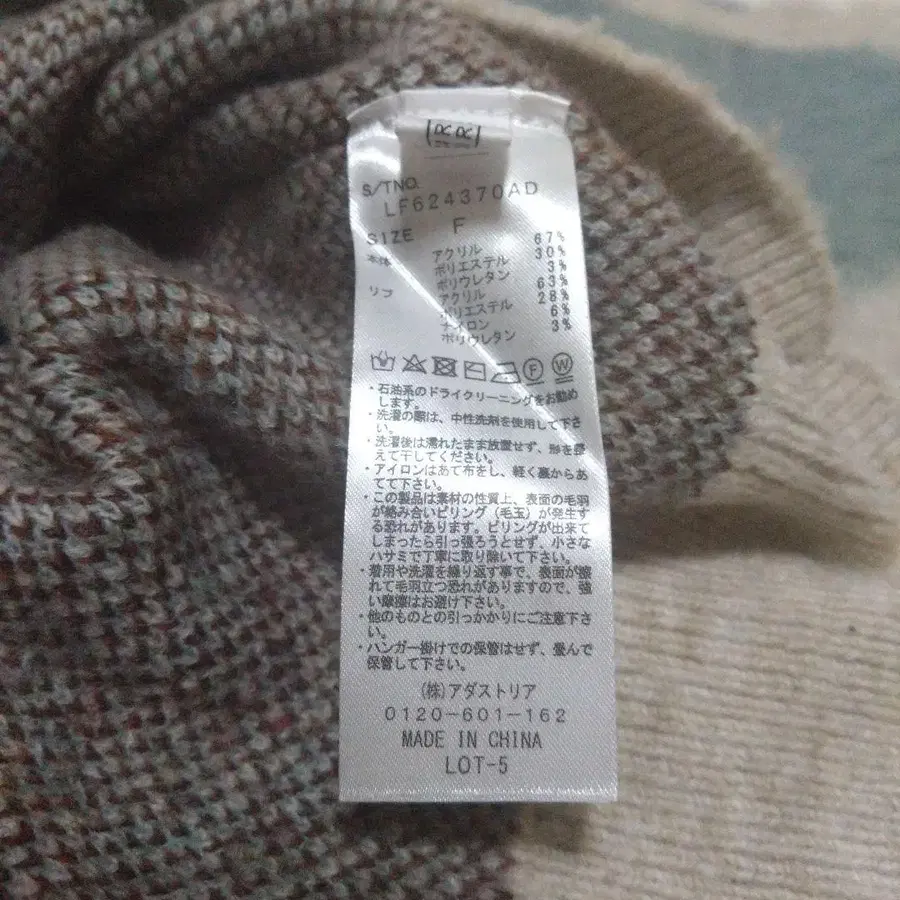 S/TNO.
LF624370AD
SIZE F
本体 アクリル 67%
ポリエステル 30%
ポリウレタン 3%
リブ アクリル 63%
ポリエステル 28%
ナイロン 6%
ポリウレタン 3%
F W
・石油系のドライクリーニングをお勧め
します。
・洗濯の際は、中性洗剤を使用して下さ
い。
・洗濯後は濡れたまま放置せず、形を整
えて干してください。
・アイロンはあて布をし、軽く裏からあ
てて下さい。
・この製品は素材の性質上、表面の毛羽
が絡み合いピリング（毛玉）が発生す
る恐れがあります。ピリングが出来て
しまったら引っ張ろうとせず、小さな
ハサミで丁寧に取り除いて下さい。
・着用や洗濯を繰り返す事で、表面が擦
れて毛羽立つ恐れがありますので、強
い摩擦はお避け下さい。
・他のものとの引っかかりにご注意下さ
い。
・ハンガー掛けでの保管はせず、畳んで
保管して下さい。
(株)アダストリア
0120-601-162
MADE IN CHINA
LOT-5